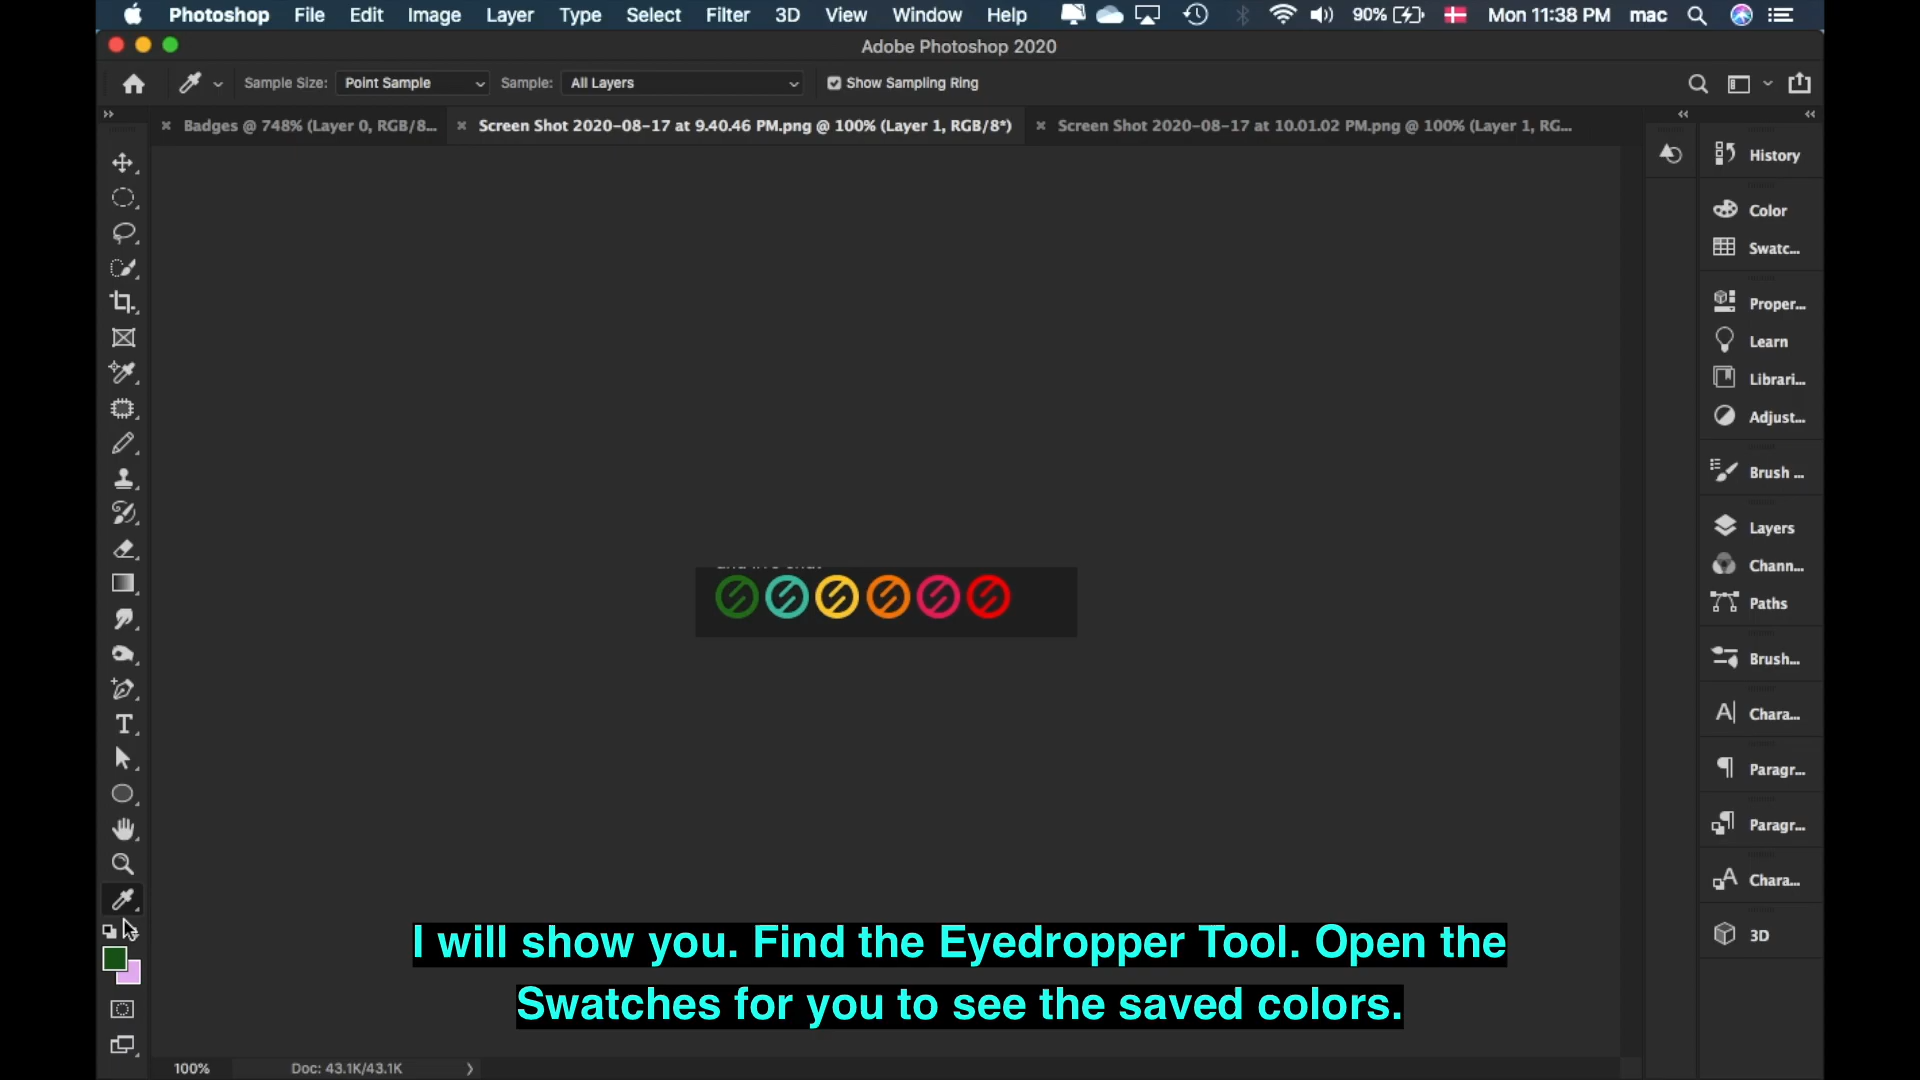 Photoshop File Edit Image Layer Type Select Filter 3D View Window Help 90% Mon 11:38 PM mac
Adobe Photoshop 2020
Sample Size: Point Sample Sample: All Layers Show Sampling Ring
Badges @ 748% (Layer 0, RGB/8... Screen Shot 2020-08-17 at 9.40.46 PM.png @ 100% (Layer 1, RGB/8*) Screen Shot 2020-08-17 at 10.01.02 PM.png @ 100% (Layer 1, RG...
History
Color
Swatc...
Proper...
Learn
Librari...
Adjust...
Brush ...
Layers
Chann...
Paths
Brush...
Chara...
Paragr...
Paragr...
Chara...
3D
I will show you. Find the Eyedropper Tool. Open the
Swatches for you to see the saved colors.
100% Doc: 43.1K/43.1K